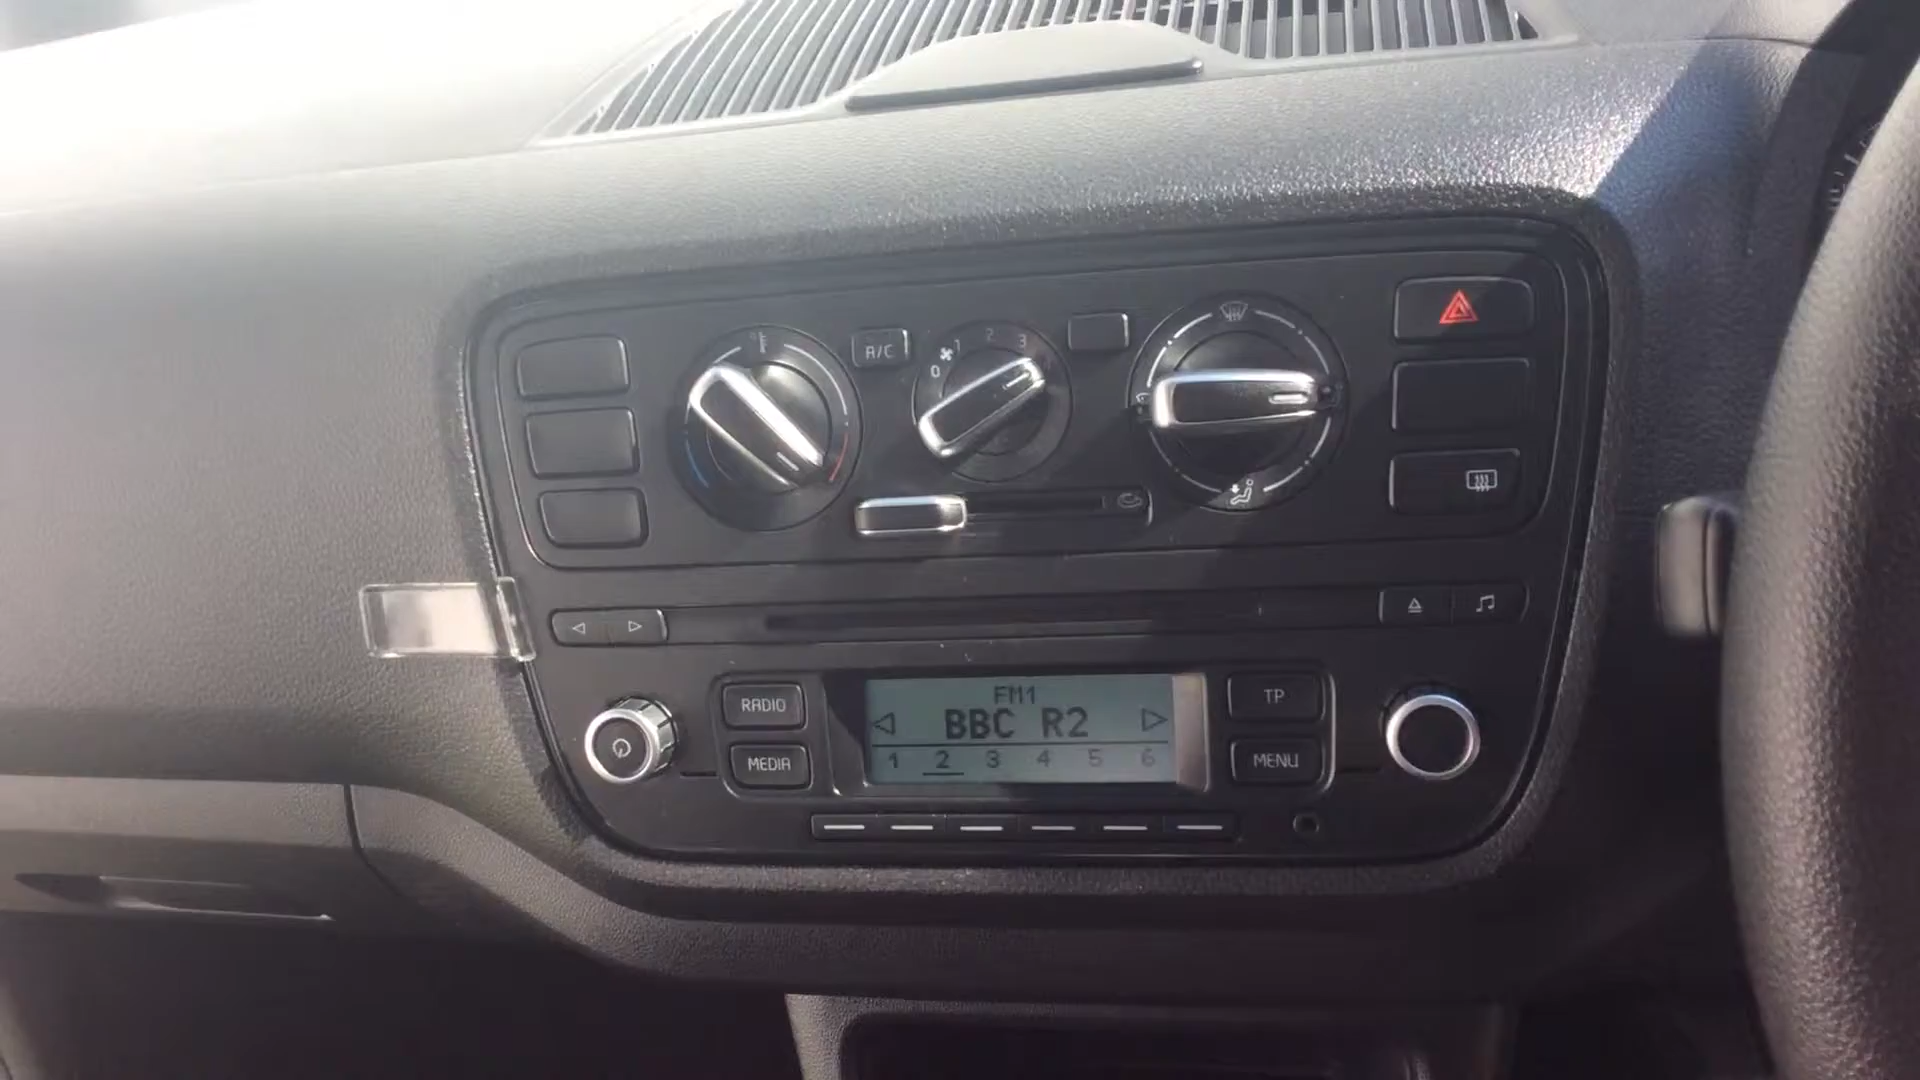 A/C
0 1 2 3
RADIO
MEDIA
FM1
BBC R2
1 2 3 4 5 6
TP
MENU